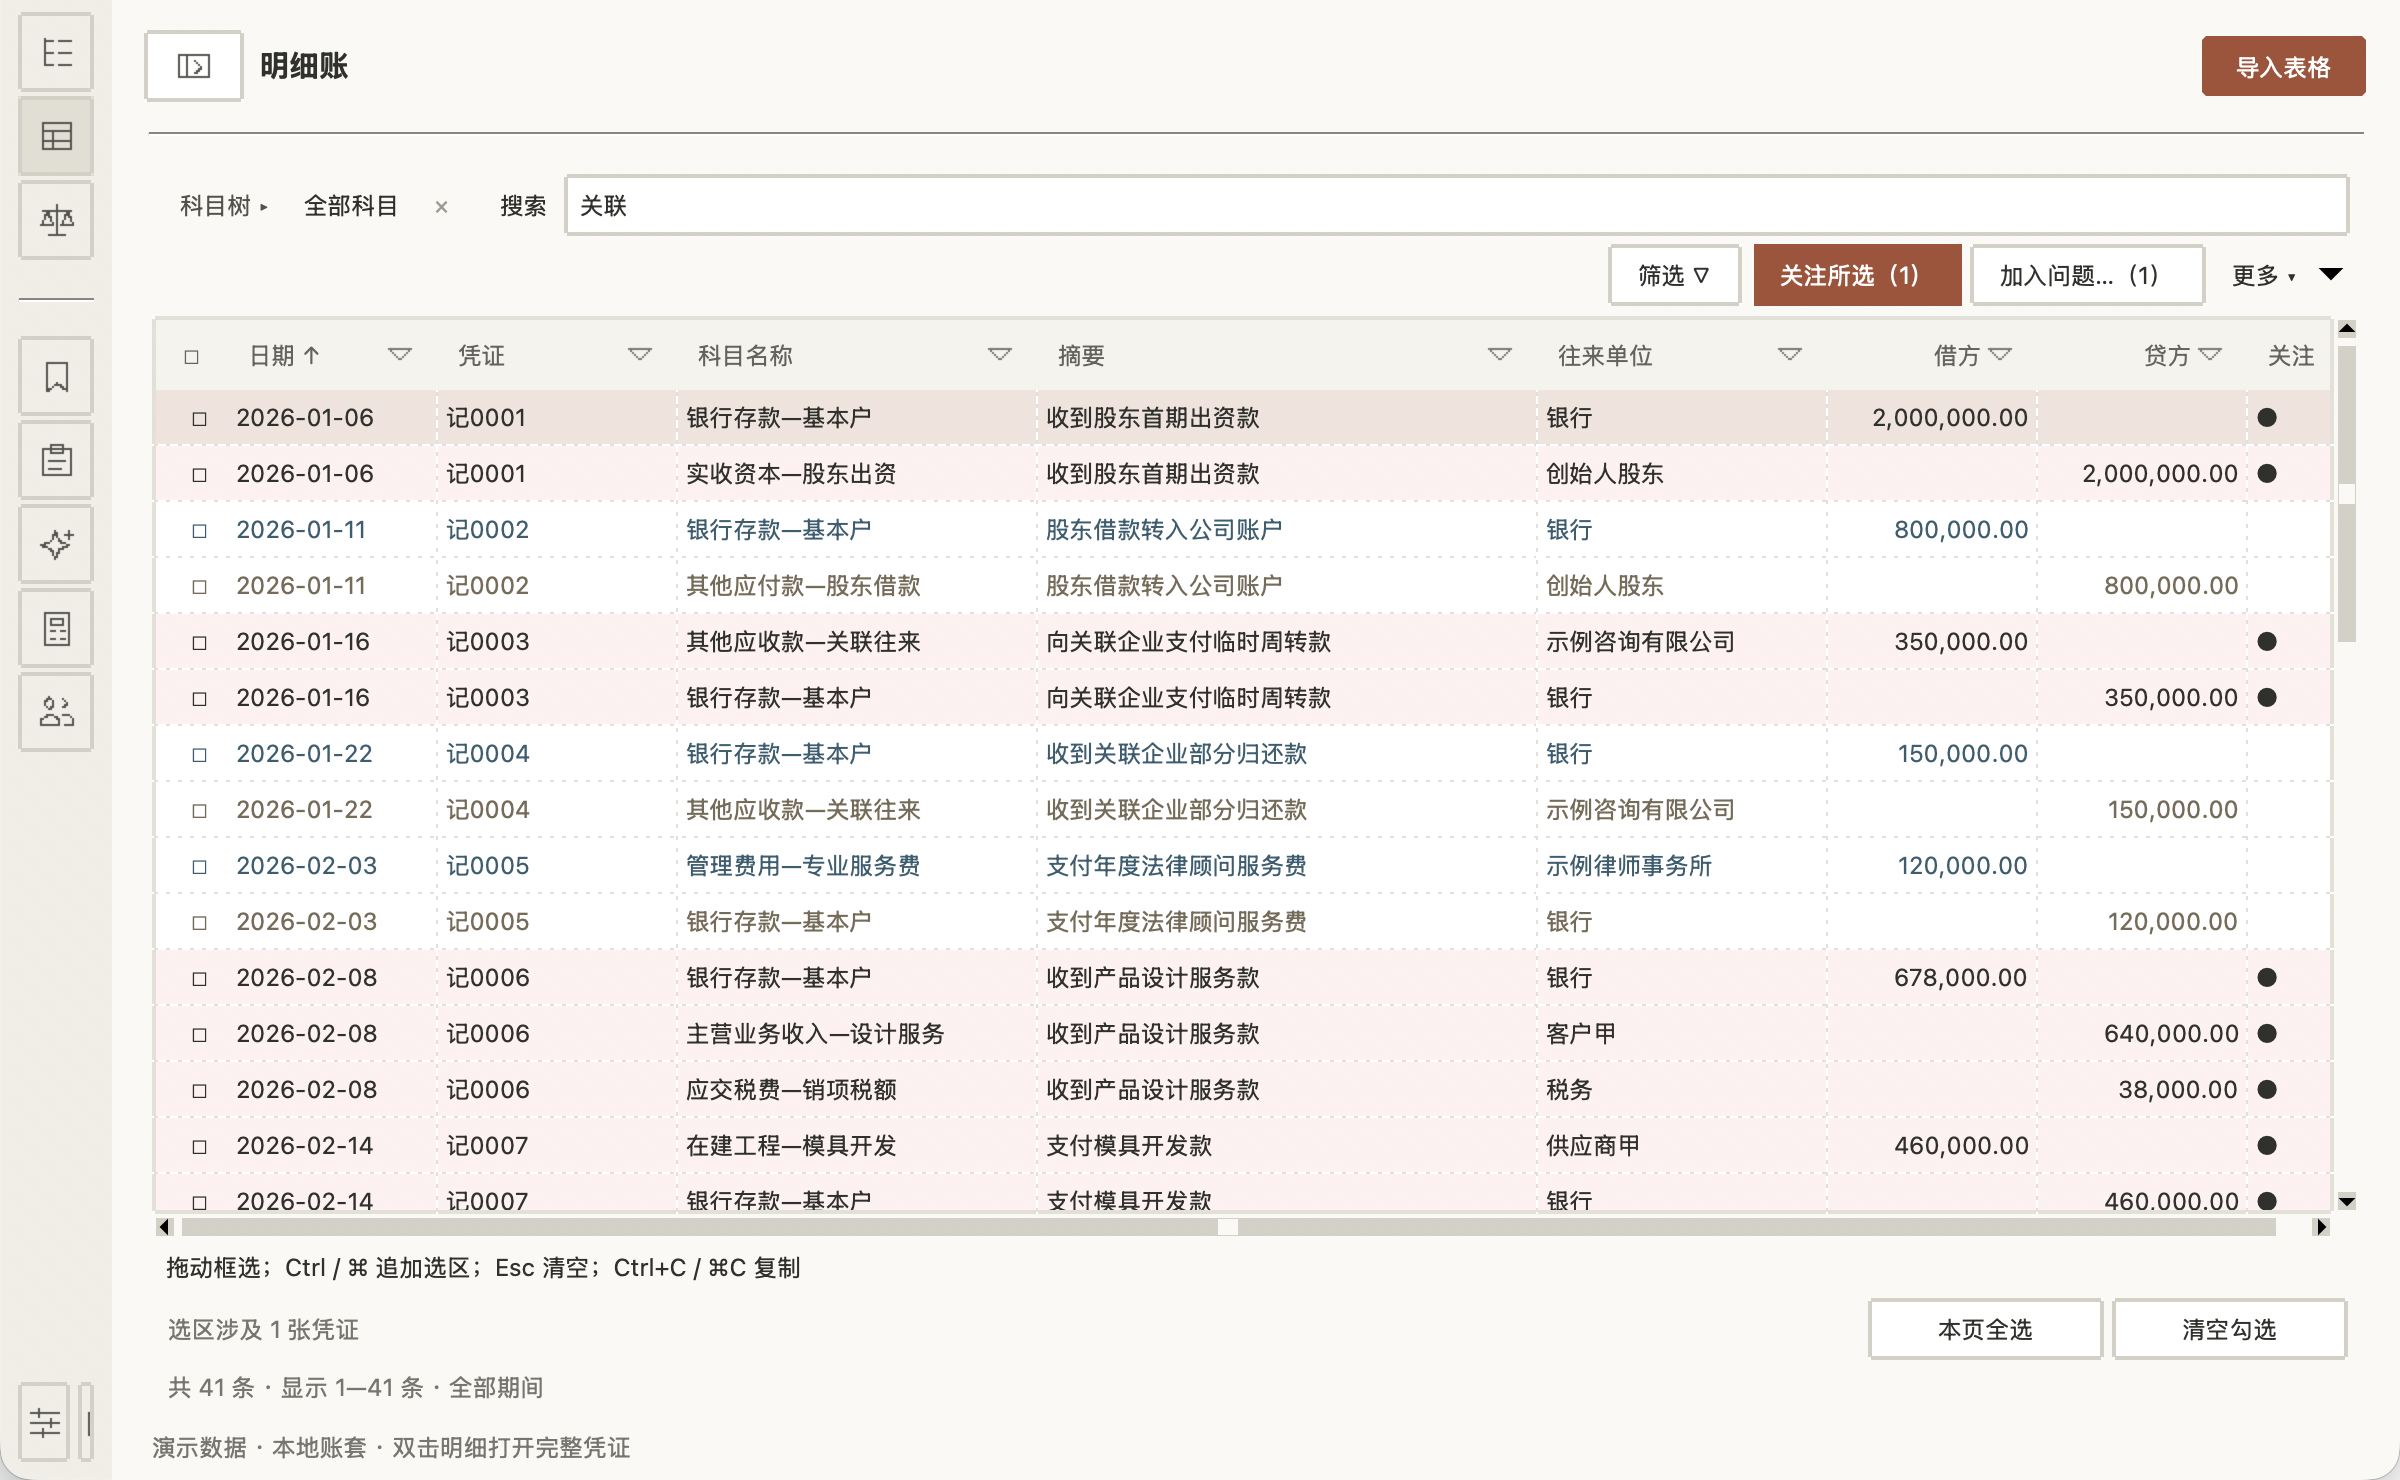 明细账
导入表格
科目树 ▸ 全部科目 × 搜索 关联
筛选 ▽ 关注所选（1） 加入问题...（1） 更多 ▾
日期 ↑ 凭证 科目名称 摘要 往来单位 借方 贷方 关注
2026-01-06 记0001 银行存款—基本户 收到股东首期出资款 银行 2,000,000.00 ●
2026-01-06 记0001 实收资本—股东出资 收到股东首期出资款 创始人股东 2,000,000.00 ●
2026-01-11 记0002 银行存款—基本户 股东借款转入公司账户 银行 800,000.00
2026-01-11 记0002 其他应付款—股东借款 股东借款转入公司账户 创始人股东 800,000.00
2026-01-16 记0003 其他应收款—关联往来 向关联企业支付临时周转款 示例咨询有限公司 350,000.00 ●
2026-01-16 记0003 银行存款—基本户 向关联企业支付临时周转款 银行 350,000.00 ●
2026-01-22 记0004 银行存款—基本户 收到关联企业部分归还款 银行 150,000.00
2026-01-22 记0004 其他应收款—关联往来 收到关联企业部分归还款 示例咨询有限公司 150,000.00
2026-02-03 记0005 管理费用—专业服务费 支付年度法律顾问服务费 示例律师事务所 120,000.00
2026-02-03 记0005 银行存款—基本户 支付年度法律顾问服务费 银行 120,000.00
2026-02-08 记0006 银行存款—基本户 收到产品设计服务款 银行 678,000.00 ●
2026-02-08 记0006 主营业务收入—设计服务 收到产品设计服务款 客户甲 640,000.00 ●
2026-02-08 记0006 应交税费—销项税额 收到产品设计服务款 税务 38,000.00 ●
2026-02-14 记0007 在建工程—模具开发 支付模具开发款 供应商甲 460,000.00 ●
2026-02-14 记0007 银行存款—基本户 支付模具开发款 银行 460,000.00 ●
拖动框选；Ctrl / ⌘ 追加选区；Esc 清空；Ctrl+C / ⌘C 复制
选区涉及 1 张凭证
本页全选 清空勾选
共 41 条 · 显示 1—41 条 · 全部期间
演示数据 · 本地账套 · 双击明细打开完整凭证